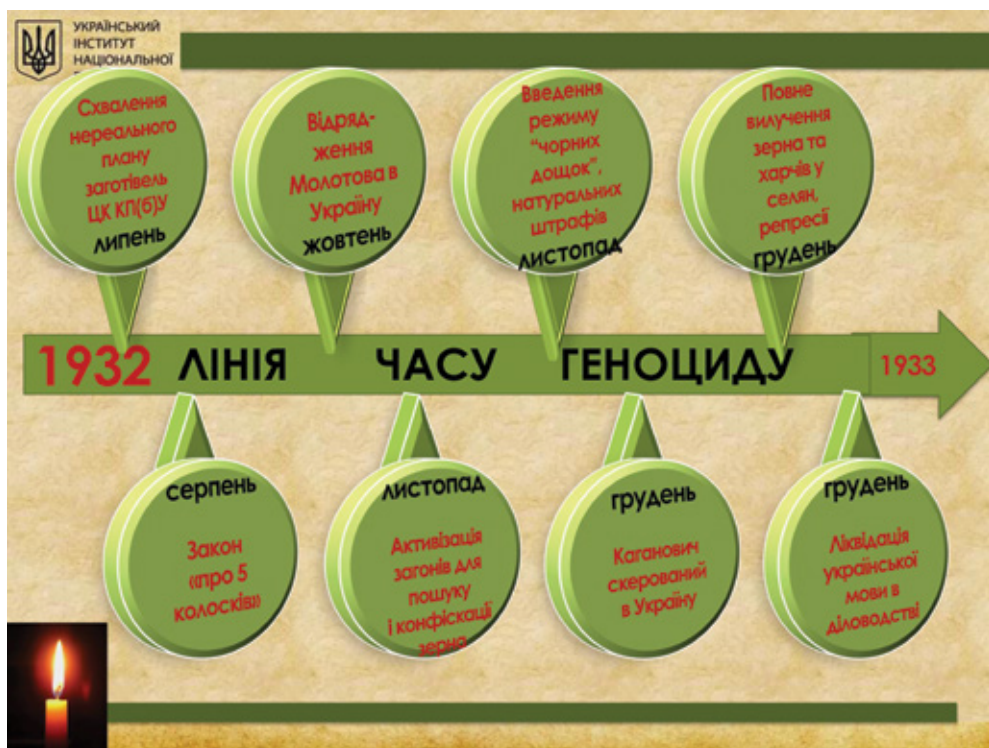 УКРАЇНСЬКИЙ
ІНСТИТУТ
НАЦІОНАЛЬНОЇ
Схвалення
нереального
плану
заготівель
ЦК КП(б)У
липень
Відряд-
ження
Молотова в
Україну
жовтень
Введення
режиму
“чорних
дощок”,
натуральних
штрафів
листопад
Повне
вилучення
зерна та
харчів у
селян,
репресії
грудень
1932 ЛІНІЯ ЧАСУ ГЕНОЦИДУ 1933
серпень
Закон
«про 5
колосків»
листопад
Активізація
загонів для
пошуку
і конфіскації
зерна
грудень
Каганович
скерований
в Україну
грудень
Ліквідація
української
мови в
діловодстві